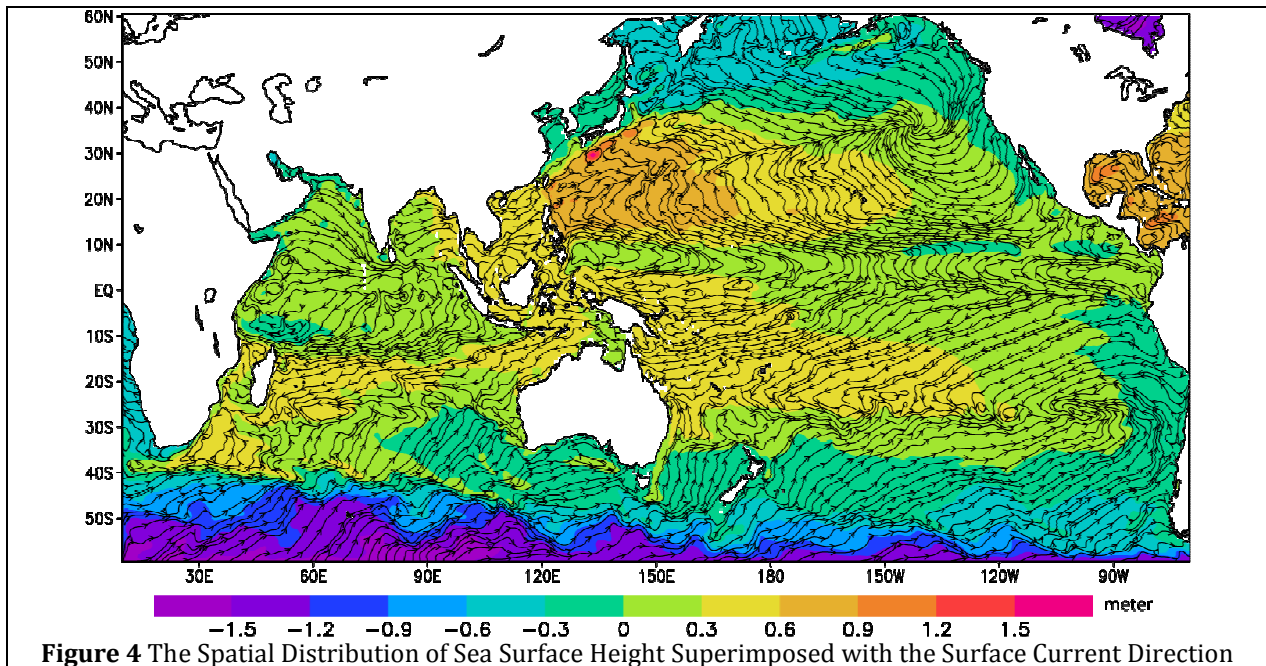 60N
50N
40N
30N
20N
10N
EQ
10S
20S
30S
40S
50S
30E 60E 90E 120E 150E 180 150W 120W 90W
meter
−1.5 −1.2 −0.9 −0.6 −0.3 0 0.3 0.6 0.9 1.2 1.5
Figure 4 The Spatial Distribution of Sea Surface Height Superimposed with the Surface Current Direction